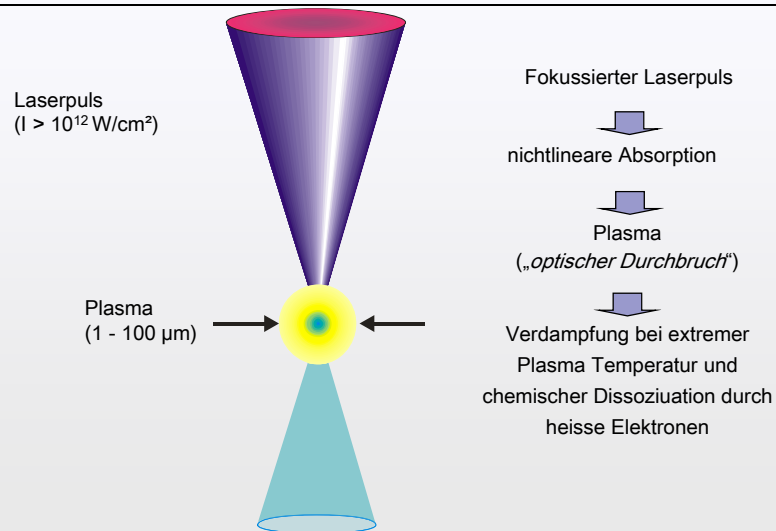 Laserpuls
(I > 10¹² W/cm²)
Plasma
(1 - 100 µm)
Fokussierter Laserpuls
nichtlineare Absorption
Plasma
(„optischer Durchbruch“)
Verdampfung bei extremer
Plasma Temperatur und
chemischer Dissoziuation durch
heisse Elektronen